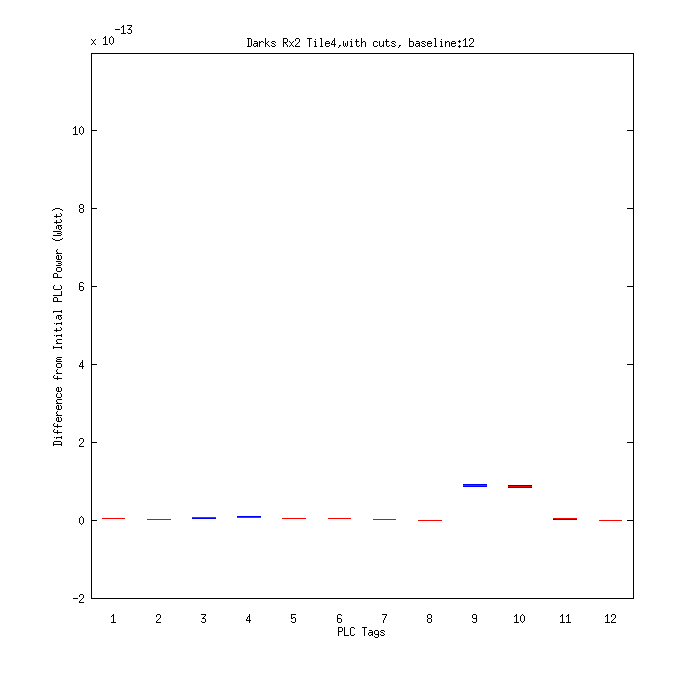 x 10-13
Darks Rx2 Tile4,with cuts, baseline:12
10
8
6
4
2
0
-2
Difference from Initial PLC Power (Watt)
1 2 3 4 5 6 7 8 9 10 11 12
PLC Tags